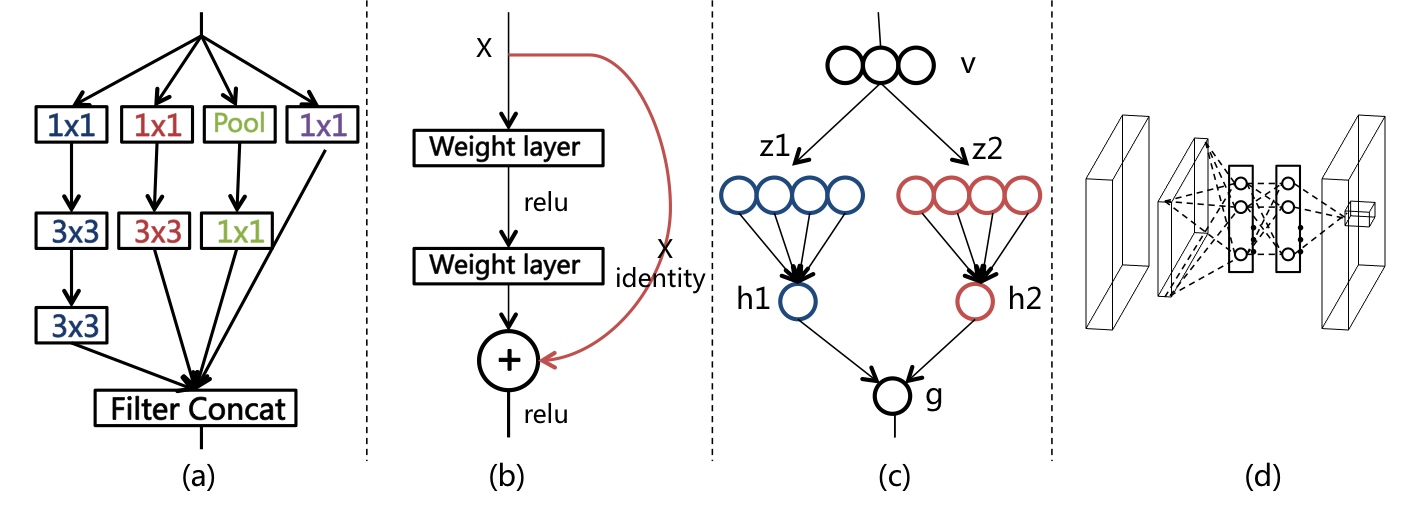 1x1 1x1 Pool 1x1
3x3 3x3 1x1
3x3
Filter Concat
(a)
X
Weight layer
relu
Weight layer
X
identity
+
relu
(b)
v
z1 z2
h1 h2
g
(c)
(d)